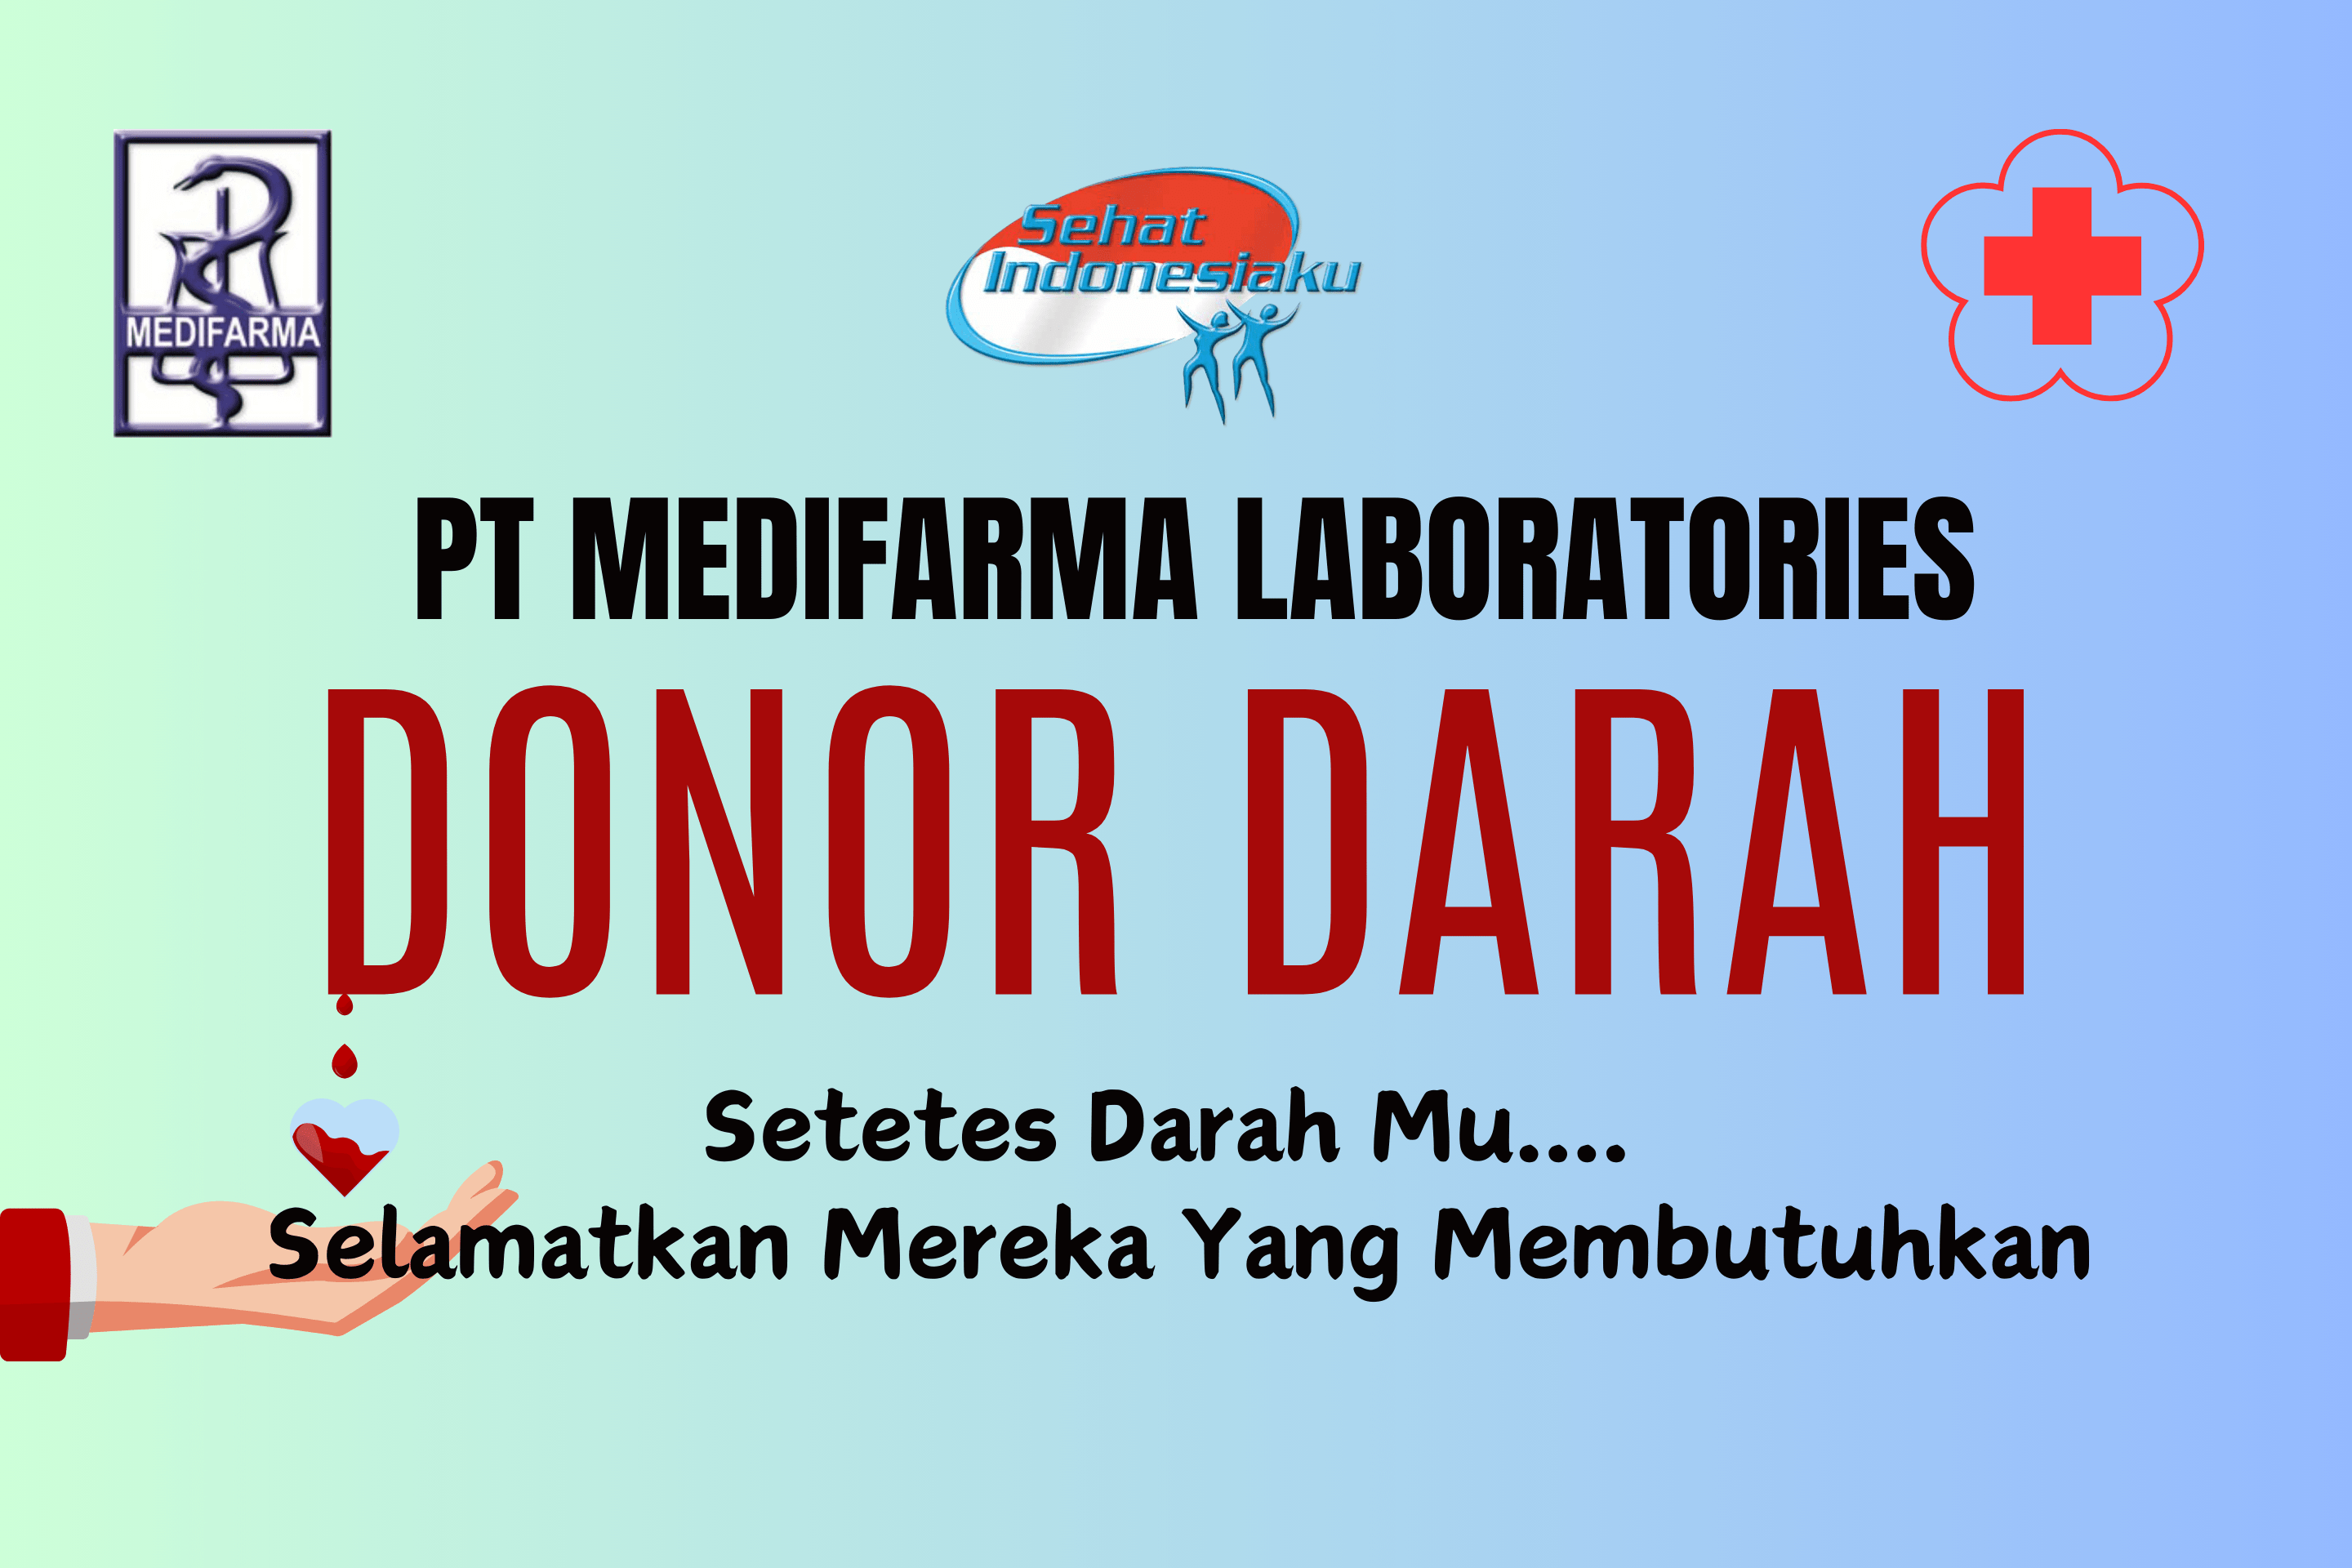 MEDIFARMA
Sehat
Indonesiaku
PT MEDIFARMA LABORATORIES
DONOR DARAH
Setetes Darah Mu....
Selamatkan Mereka Yang Membutuhkan